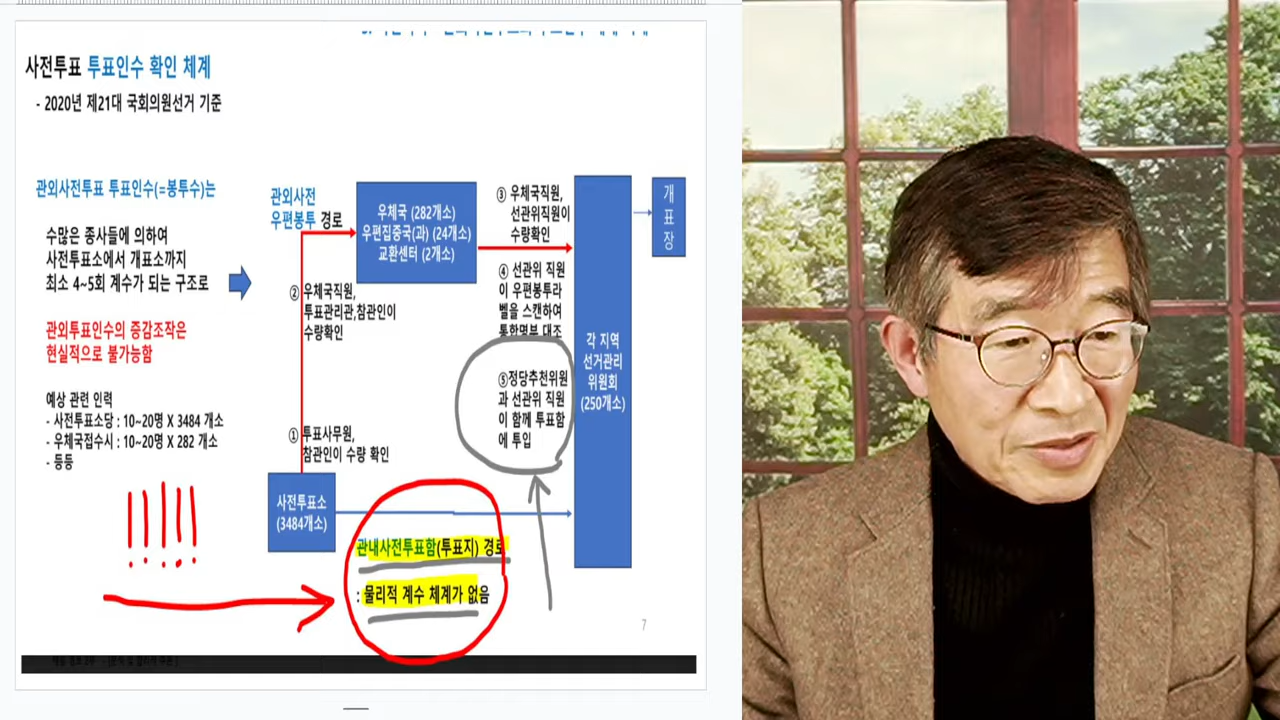 사전투표 투표인수 확인 체계
- 2020년 제21대 국회의원선거 기준
관외사전투표 투표인수(=봉투수)는
수많은 종사들에 의하여
사전투표소에서 개표소까지
최소 4~5회 계수가 되는 구조로
관외투표인수의 증감조작은
현실적으로 불가능함
예상 관련 인력
- 사전투표소당 : 10~20명 X 3484 개소
- 우체국접수시 : 10~20명 X 282 개소
- 등등
관외사전
우편봉투 경로
우체국 (282개소)
우편집중국(과) (24개소)
교환센터 (2개소)
② 우체국직원,
투표관리관,참관인이
수량확인
① 투표사무원,
참관인이 수량 확인
사전투표소
(3484개소)
③ 우체국직원,
선관위직원이
수량확인
④ 선관위 직원
이 우편봉투라
벨을 스캔하여
통합명부 대조
⑤정당추천위원
과 선관위 직원
이 함께 투표함
에 투입
각 지역
선거관리
위원회
(250개소)
개
표
장
관내사전투표함(투표지) 경로
: 물리적 계수 체계가 없음
7